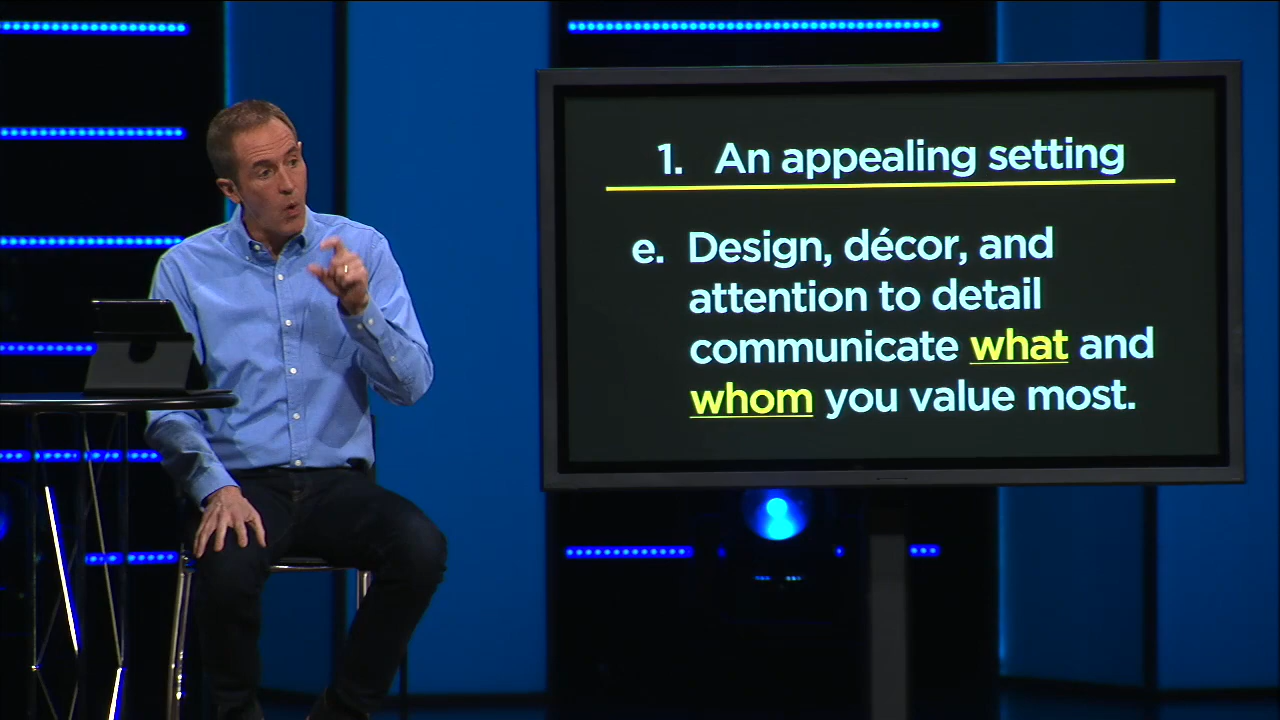 1. An appealing setting
e. Design, décor, and
attention to detail
communicate what and
whom you value most.